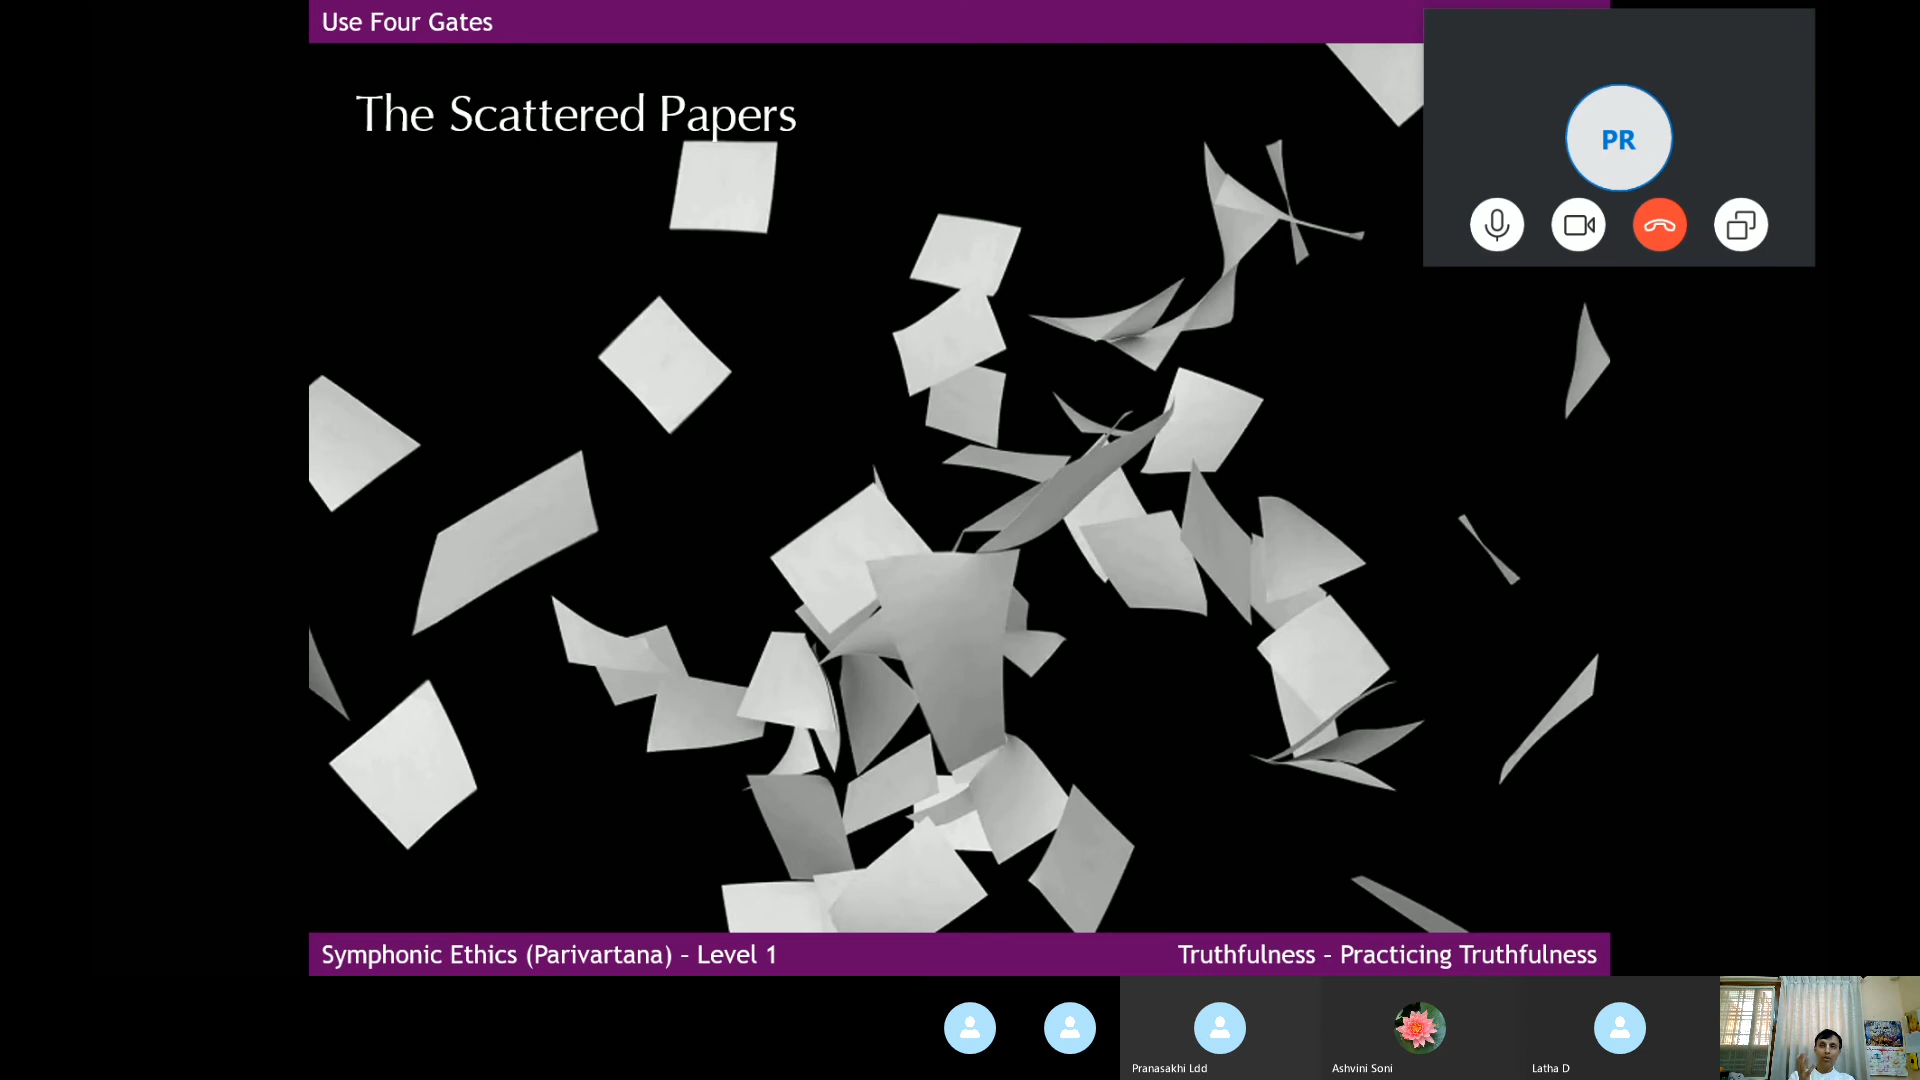 Use Four Gates
The Scattered Papers
PR
Symphonic Ethics (Parivartana) – Level 1
Truthfulness – Practicing Truthfulness
Pranasakhi Ldd
Ashvini Soni
Latha D